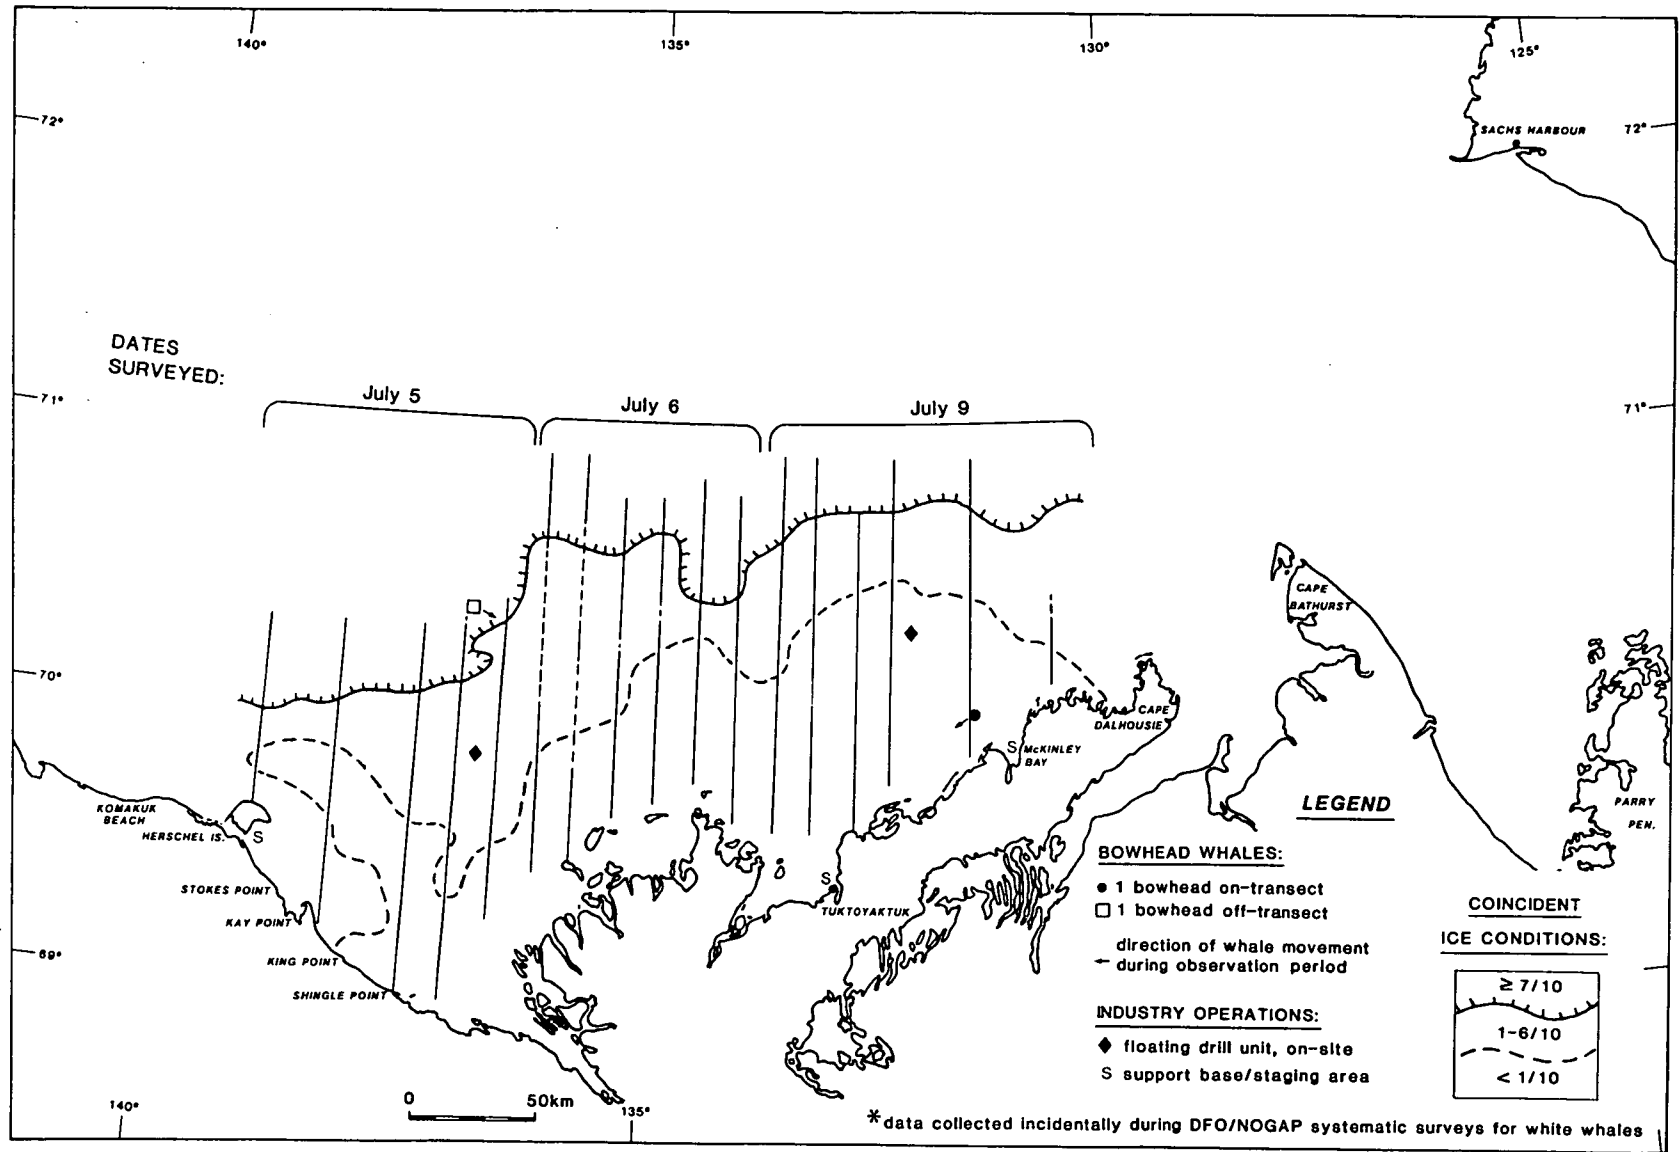 140°
135°
130°
125°
72°
SACHS HARBOUR
72°
DATES
SURVEYED:
71°
July 5
July 6
July 9
71°
70°
CAPE
BATHURST
CAPE
DALHOUSIE
S
McKINLEY
BAY
KOMAKUK
BEACH
HERSCHEL IS.
S
PARRY
PEN.
STOKES POINT
KAY POINT
S
TUKTOYAKTUK
69°
KING POINT
SHINGLE POINT
LEGEND
BOWHEAD WHALES:
1 bowhead on-transect
1 bowhead off-transect
direction of whale movement
during observation period
INDUSTRY OPERATIONS:
floating drill unit, on-site
S support base/staging area
COINCIDENT
ICE CONDITIONS:
≥ 7/10
1-6/10
< 1/10
0 50km
140°
135°
*data collected incidentally during DFO/NOGAP systematic surveys for white whales